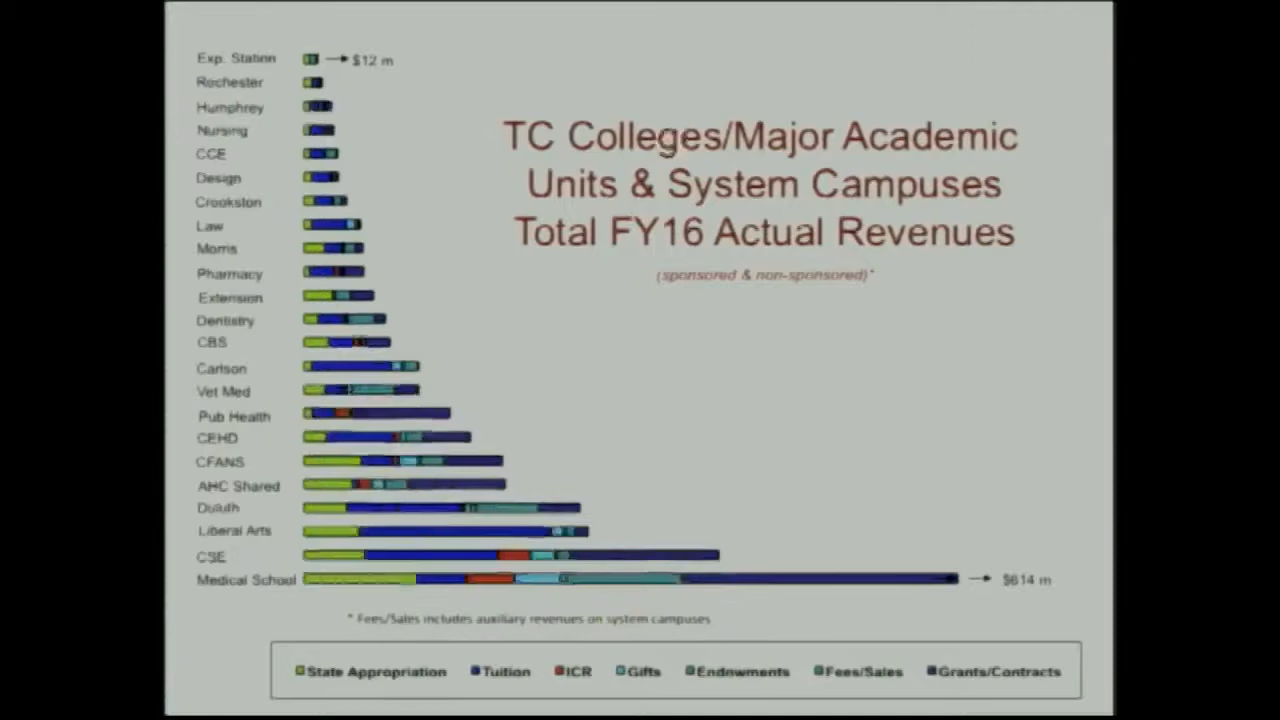 Exp. Station
$12 m
Rochester
Humphrey
Nursing
CCE
Design
Crookston
Law
Morris
Pharmacy
Extension
Dentistry
CBS
Carlson
Vet Med
Pub Health
CEHD
CFANS
AHC Shared
Duluth
Liberal Arts
CSE
Medical School
$614 m
TC Colleges/Major Academic
Units & System Campuses
Total FY16 Actual Revenues
(sponsored & non-sponsored)*
* Fees/Sales includes auxiliary revenues on system campuses
State Appropriation Tuition ICR Gifts Endowments Fees/Sales Grants/Contracts